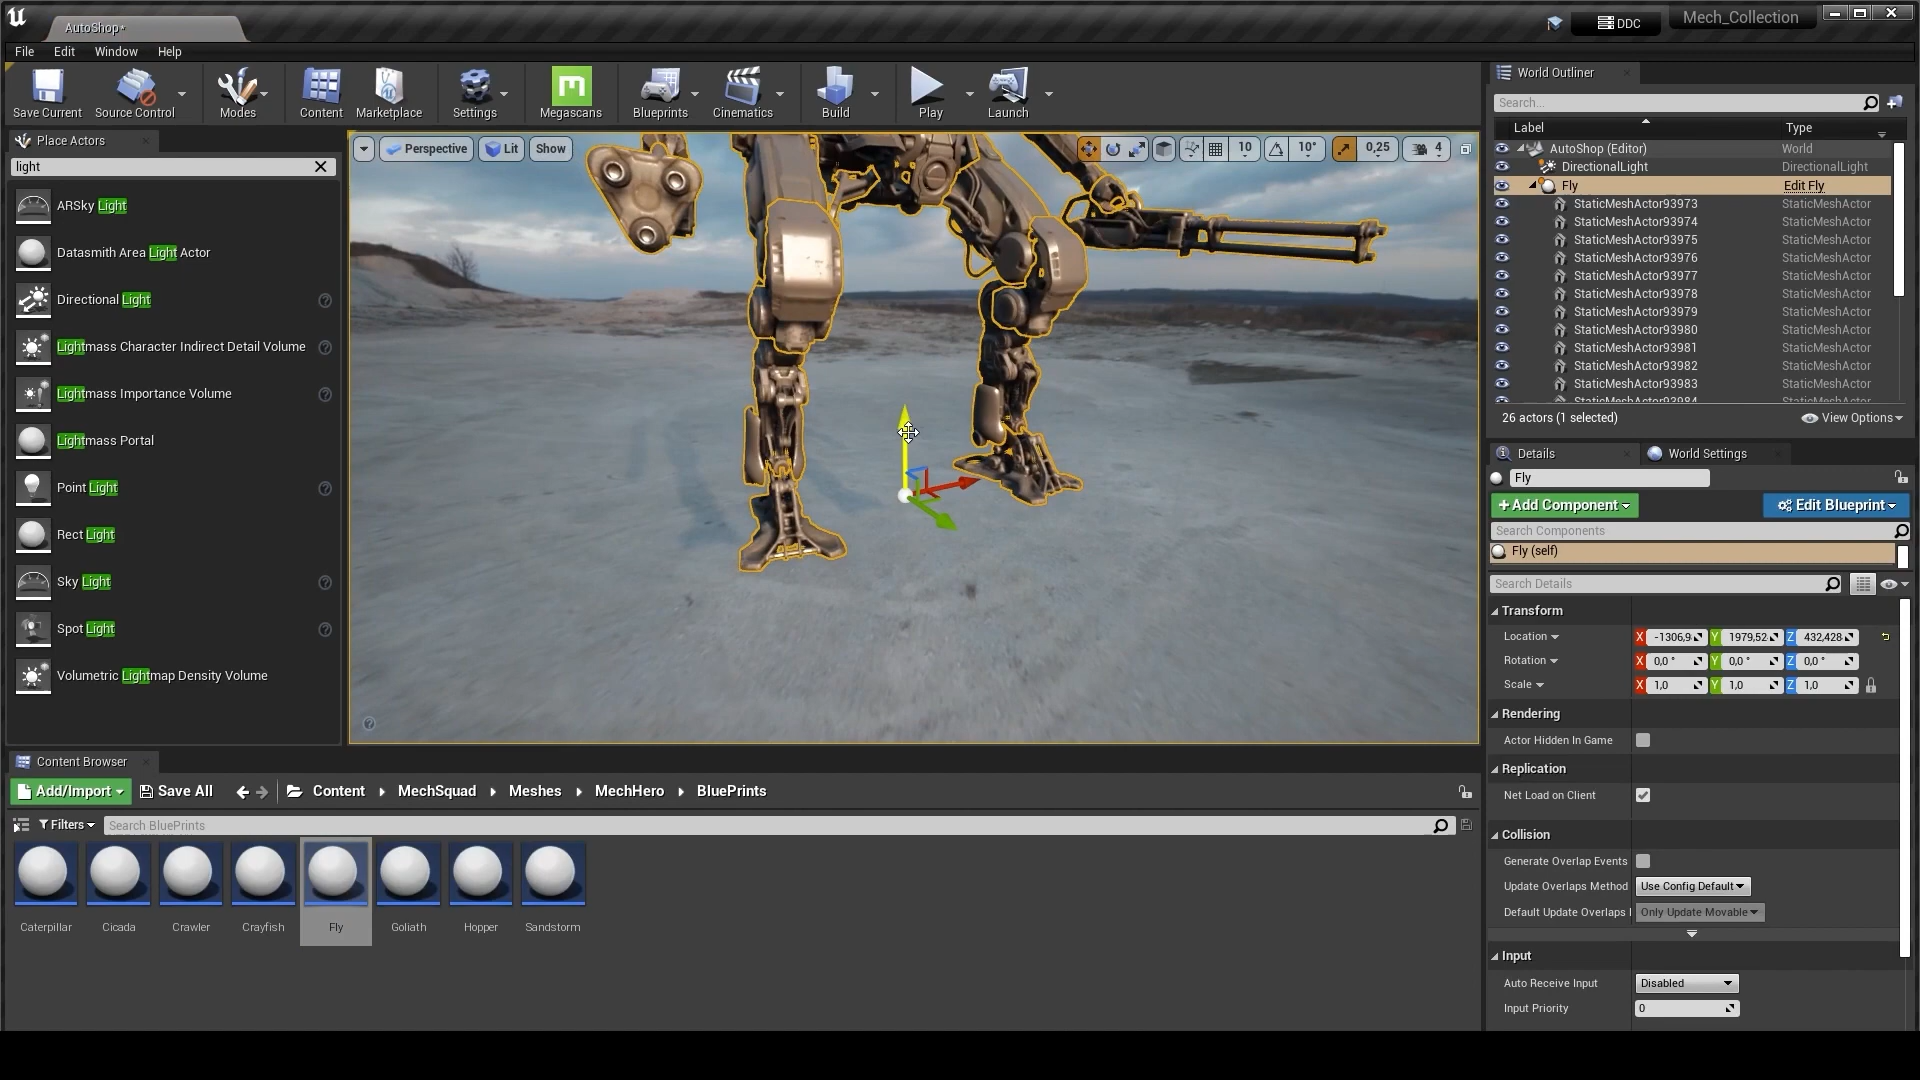 AutoShop*
DDC
Mech_Collection
File Edit Window Help
Save Current
Source Control
Modes
Content
Marketplace
Settings
Megascans
Blueprints
Cinematics
Build
Play
Launch
Place Actors
light
ARSky Light
Datasmith Area Light Actor
Directional Light
Lightmass Character Indirect Detail Volume
Lightmass Importance Volume
Lightmass Portal
Point Light
Rect Light
Sky Light
Spot Light
Volumetric Lightmap Density Volume
Perspective Lit Show
10 10° 0,25 4
World Outliner
Search...
Label Type
AutoShop (Editor) World
DirectionalLight DirectionalLight
Fly Edit Fly
StaticMeshActor93973 StaticMeshActor
StaticMeshActor93974 StaticMeshActor
StaticMeshActor93975 StaticMeshActor
StaticMeshActor93976 StaticMeshActor
StaticMeshActor93977 StaticMeshActor
StaticMeshActor93978 StaticMeshActor
StaticMeshActor93979 StaticMeshActor
StaticMeshActor93980 StaticMeshActor
StaticMeshActor93981 StaticMeshActor
StaticMeshActor93982 StaticMeshActor
StaticMeshActor93983 StaticMeshActor
StaticMeshActor93984 StaticMeshActor
26 actors (1 selected) View Options
Details World Settings
Fly
+Add Component Edit Blueprint
Search Components
Fly (self)
Search Details
Transform
Location X -1306,9 Y 1979,52 Z 432,428
Rotation X 0,0 ° Y 0,0 ° Z 0,0 °
Scale X 1,0 Y 1,0 Z 1,0
Rendering
Actor Hidden In Game
Replication
Net Load on Client
Collision
Generate Overlap Events
Update Overlaps Method Use Config Default
Default Update Overlaps Only Update Movable
Input
Auto Receive Input Disabled
Input Priority 0
Content Browser
Add/Import Save All Content MechSquad Meshes MechHero BluePrints
Filters Search BluePrints
Caterpillar Cicada Crawler Crayfish Fly Goliath Hopper Sandstorm